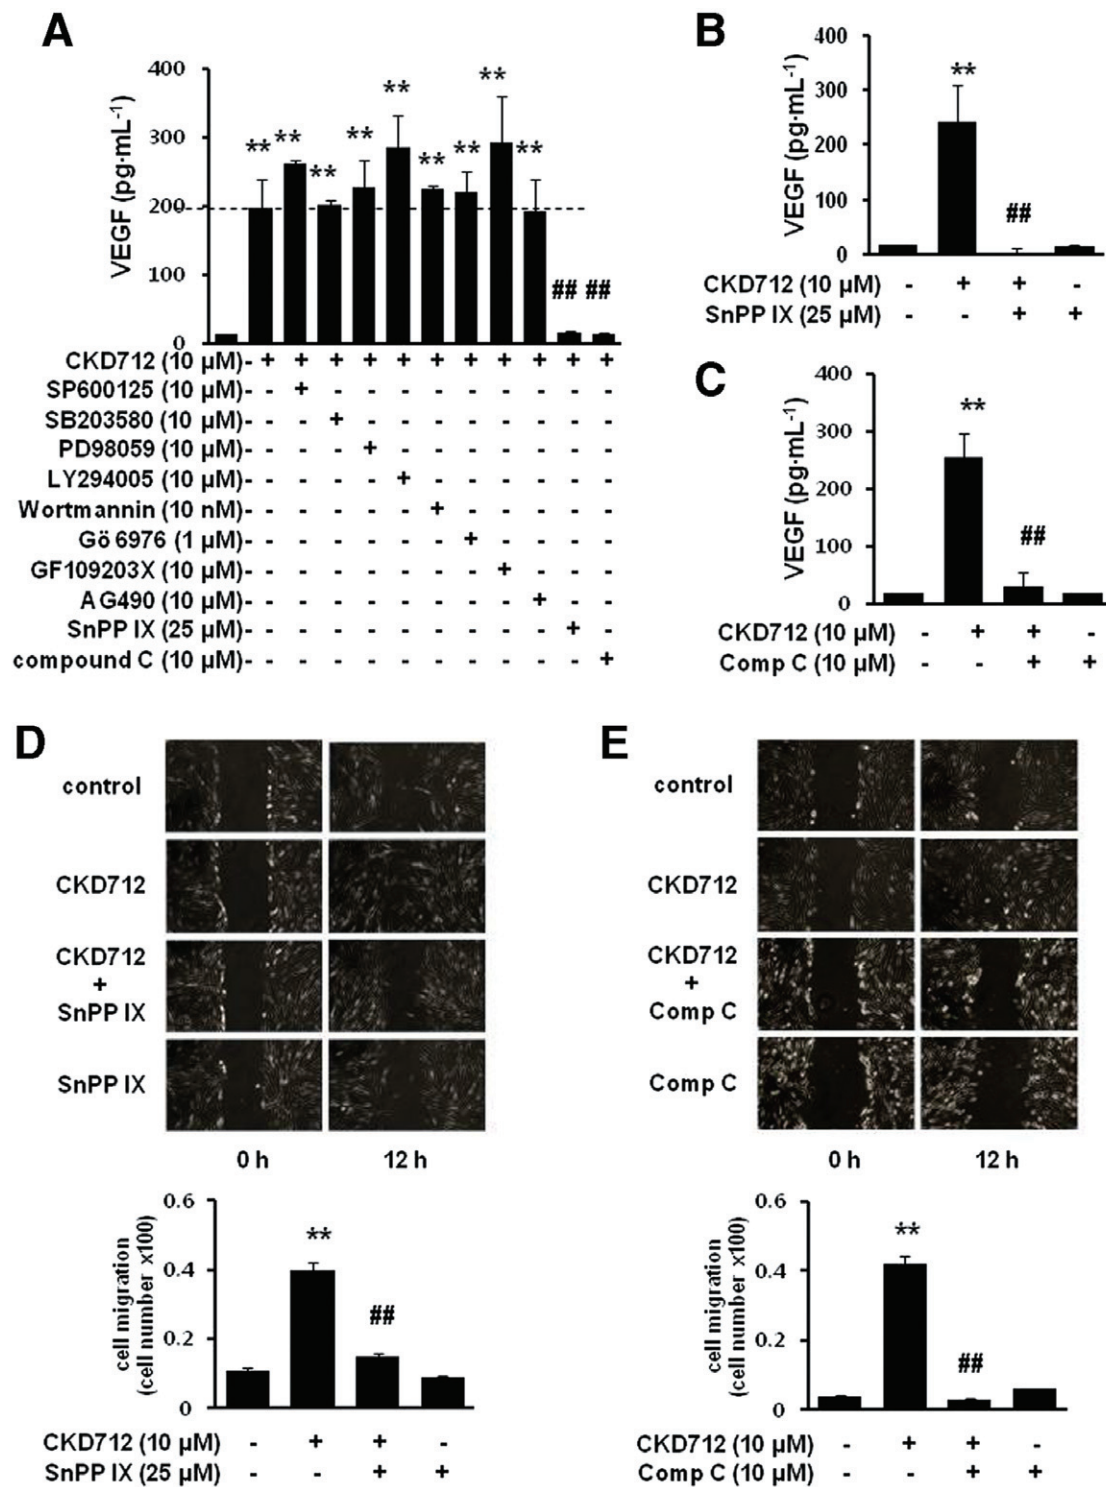 A
400
300
200
100
0
VEGF (pg·mL-1)
** ** ** ** ** ** ** ** ** ## ##
CKD712 (10 µM)- + + + + + + + + + + +
SP600125 (10 µM)- - + - - - - - - - - -
SB203580 (10 µM)- - - + - - - - - - - -
PD98059 (10 µM)- - - - + - - - - - - -
LY294005 (10 µM)- - - - - + - - - - - -
Wortmannin (10 nM)- - - - - - + - - - - -
Gö 6976 (1 µM)- - - - - - - + - - - -
GF109203X (10 µM)- - - - - - - - + - - -
AG490 (10 µM)- - - - - - - - - + - -
SnPP IX (25 µM)- - - - - - - - - - + -
compound C (10 µM)- - - - - - - - - - - +
B
400
300
200
100
0
VEGF (pg·mL-1)
** ##
CKD712 (10 µM) - + + -
SnPP IX (25 µM) - - + +
C
400
300
200
100
0
VEGF (pg·mL-1)
** ##
CKD712 (10 µM) - + + -
Comp C (10 µM) - - + +
D
control
CKD712
CKD712
+
SnPP IX
SnPP IX
0 h 12 h
0.6
0.4
0.2
0
cell migration
(cell number x100)
** ##
CKD712 (10 µM) - + + -
SnPP IX (25 µM) - - + +
E
control
CKD712
CKD712
+
Comp C
Comp C
0 h 12 h
0.6
0.4
0.2
0
cell migration
(cell number x100)
** ##
CKD712 (10 µM) - + + -
Comp C (10 µM) - - + +